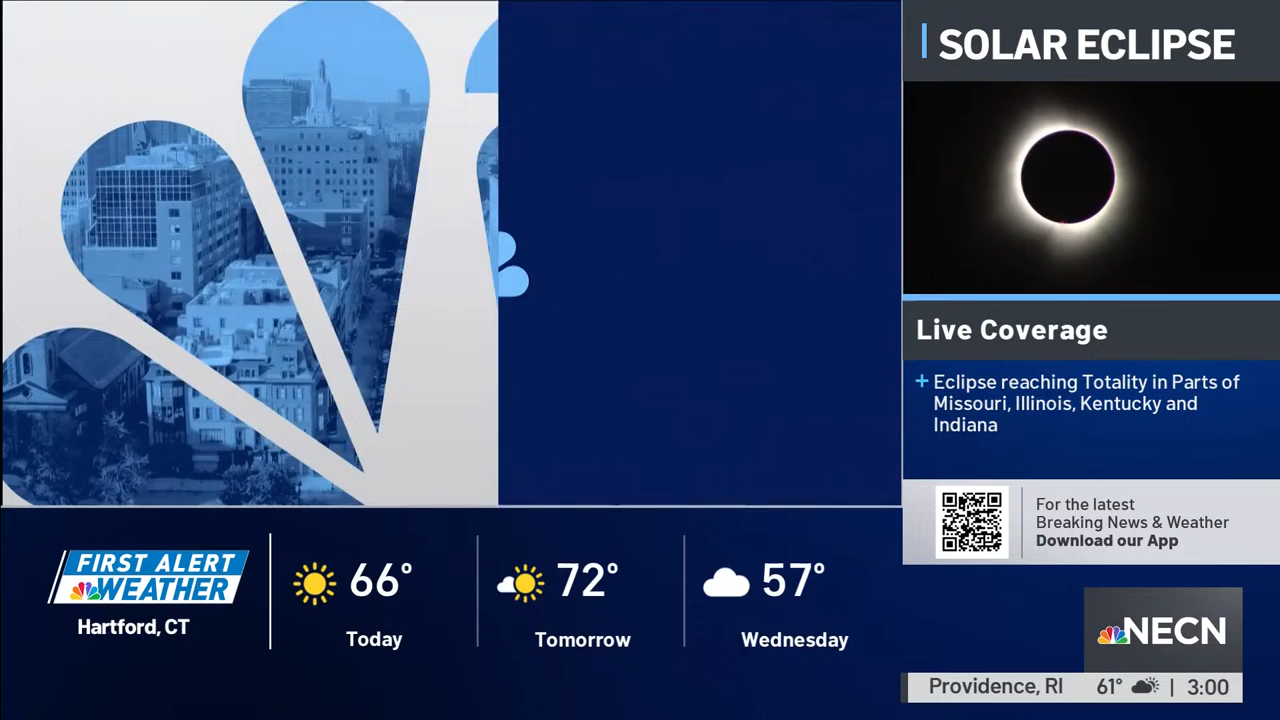 SOLAR ECLIPSE
Live Coverage
+ Eclipse reaching Totality in Parts of
Missouri, Illinois, Kentucky and
Indiana
For the latest
Breaking News & Weather
Download our App
FIRST ALERT
WEATHER
Hartford, CT
66°
Today
72°
Tomorrow
57°
Wednesday
NECN
Providence, RI 61° | 3:00